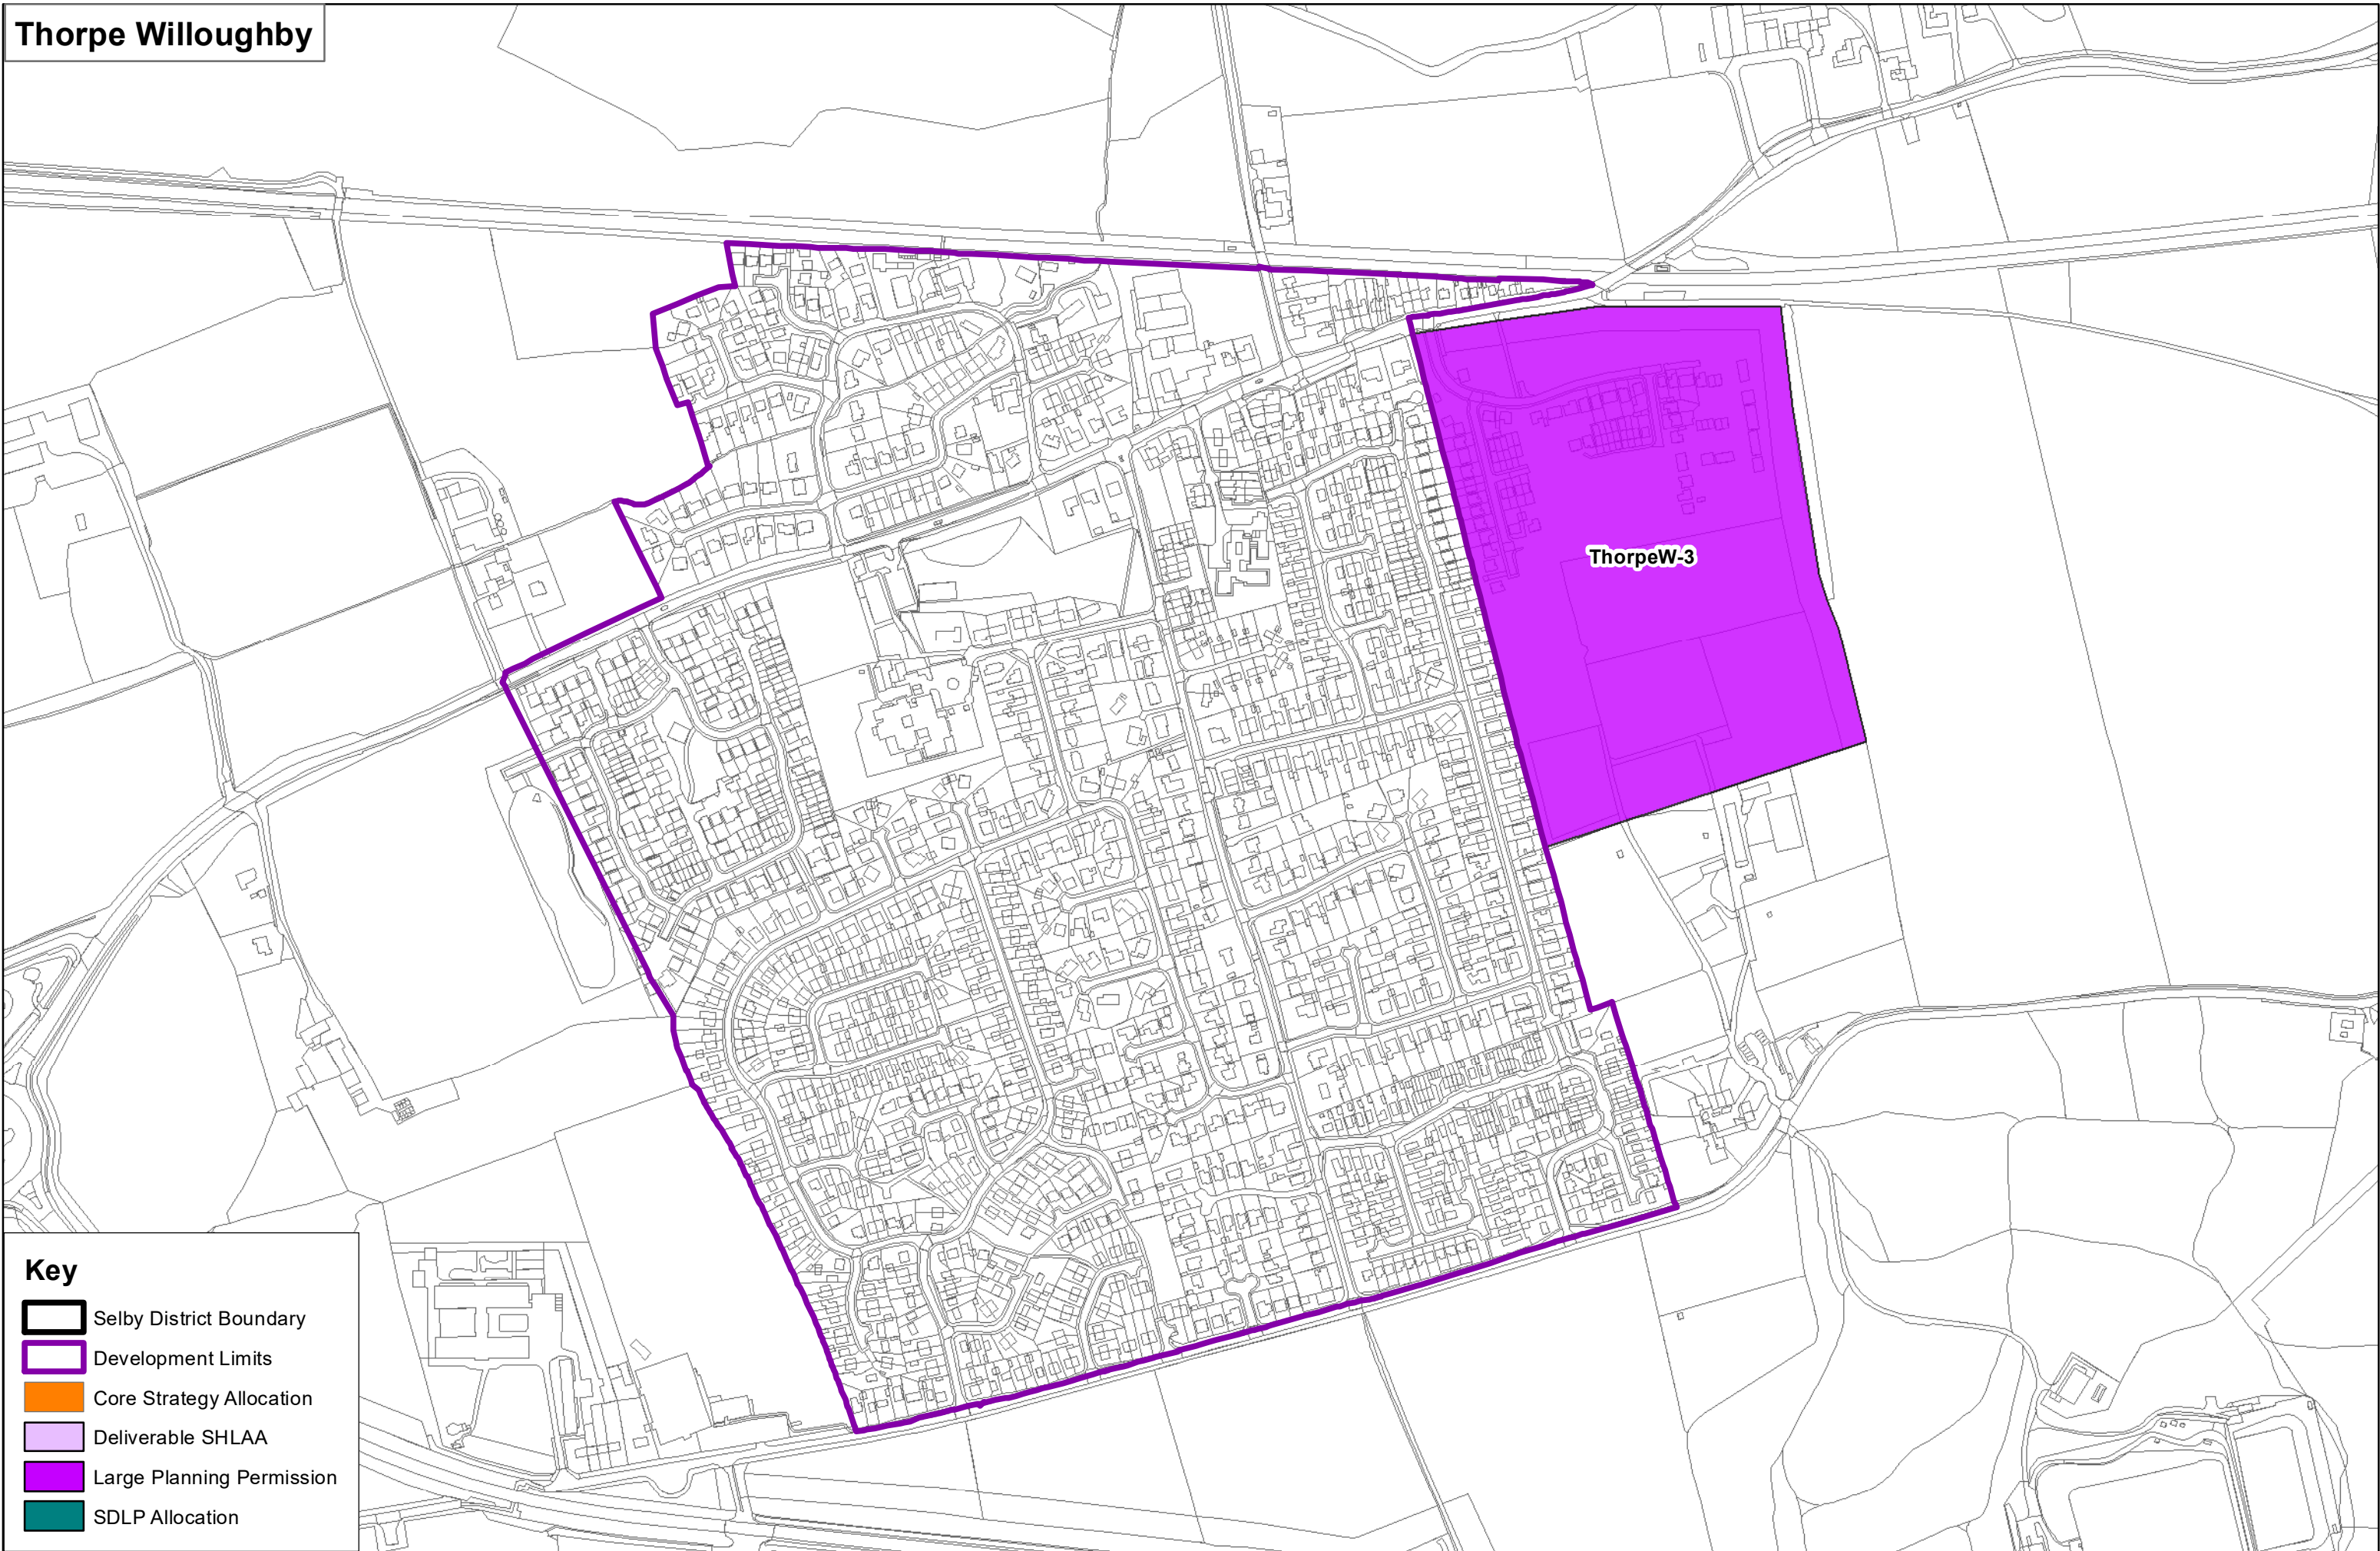 Thorpe Willoughby
ThorpeW-3
Key
Selby District Boundary
Development Limits
Core Strategy Allocation
Deliverable SHLAA
Large Planning Permission
SDLP Allocation